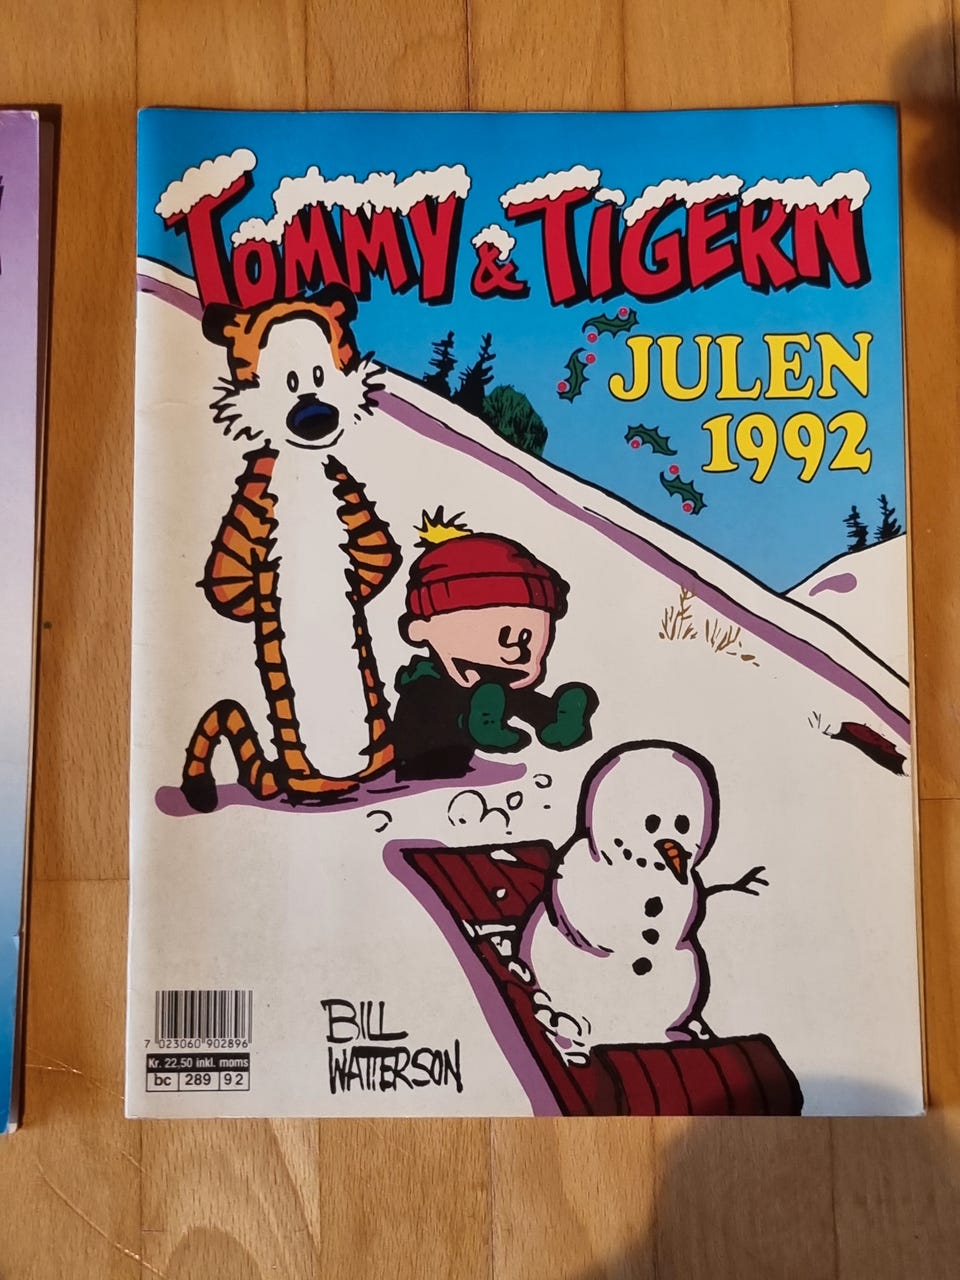 TOMMY & TIGERN
JULEN
1992
BILL
WATTERSON
7 023060 902896
Kr. 22,50 inkl. moms
bc 289 92